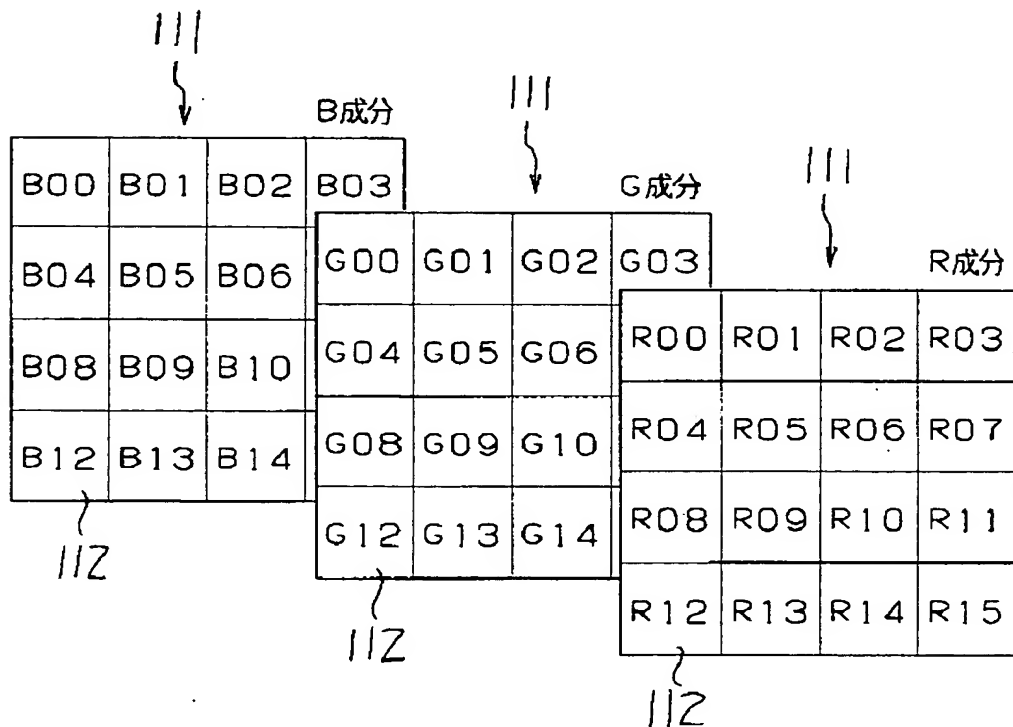 111
B成分
B00 B01 B02 B03
B04 B05 B06
B08 B09 B10
B12 B13 B14
112
111
G成分
G00 G01 G02 G03
G04 G05 G06
G08 G09 G10
G12 G13 G14
112
111
R成分
R00 R01 R02 R03
R04 R05 R06 R07
R08 R09 R10 R11
R12 R13 R14 R15
112